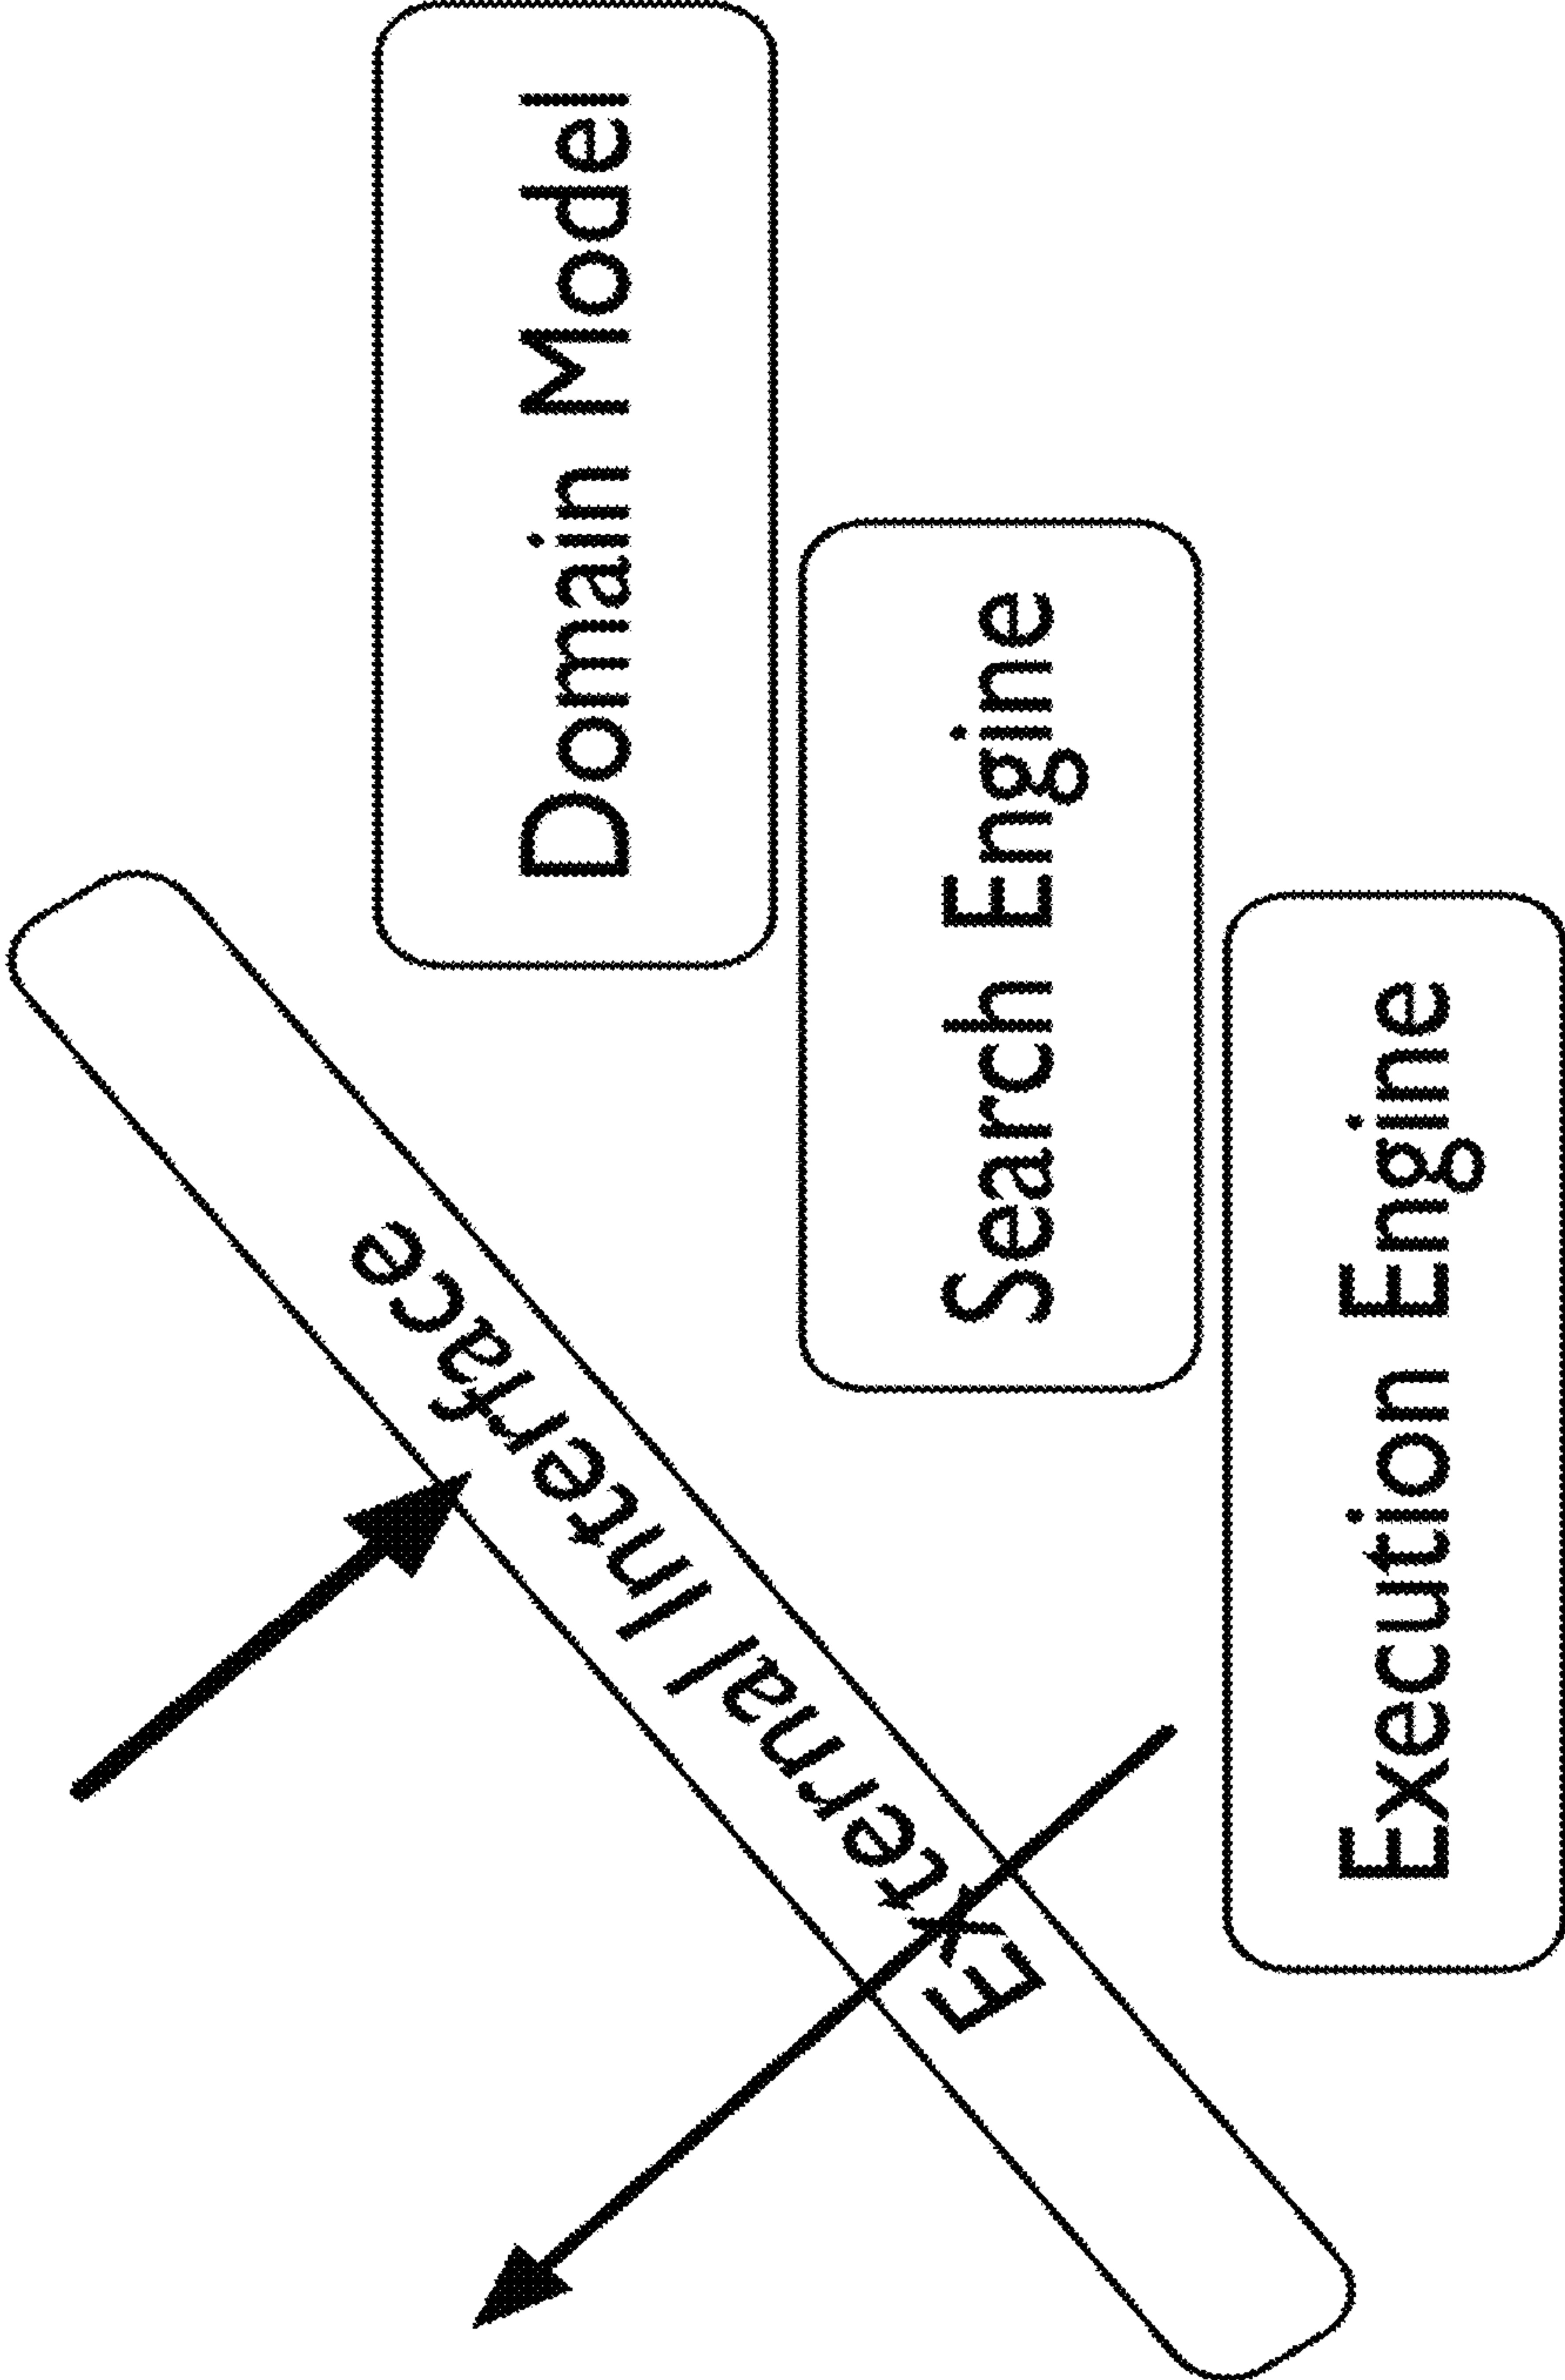 Domain Model
Search Engine
Execution Engine
External Interface